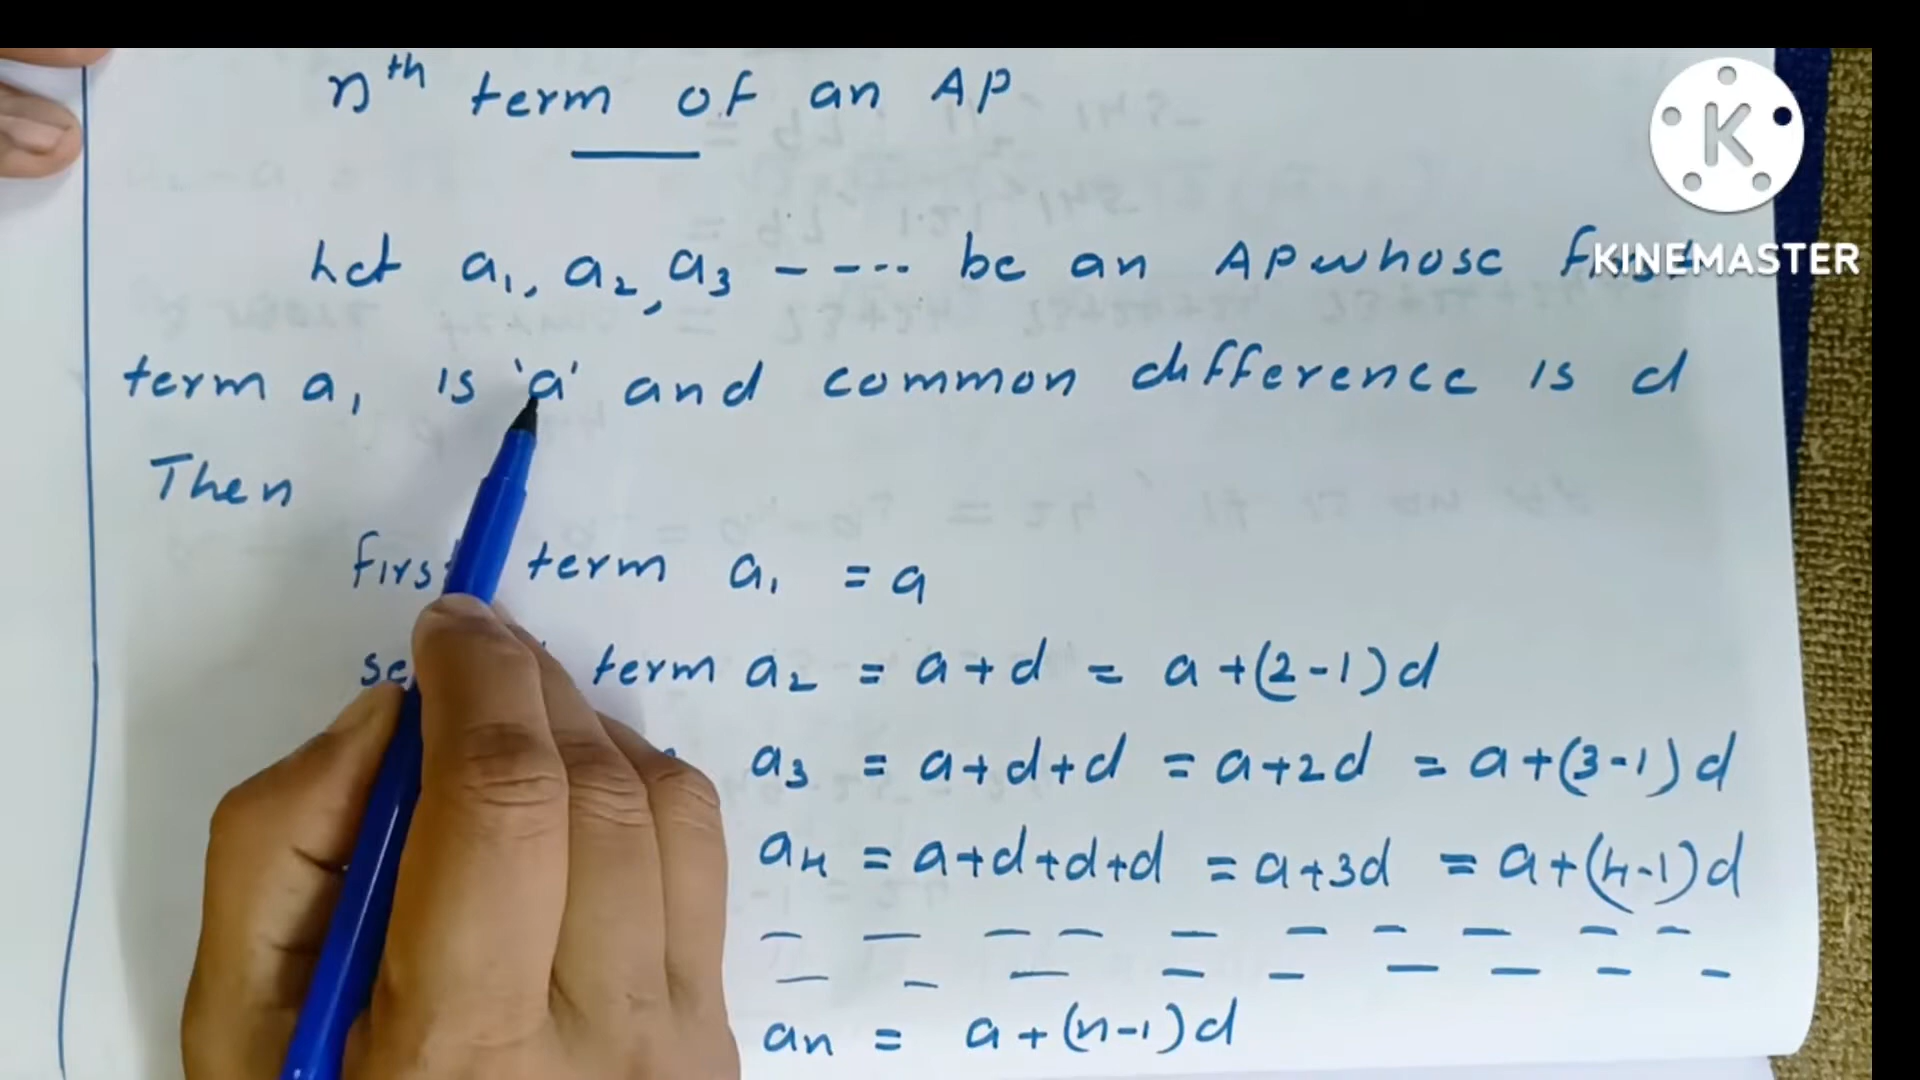 nth term of an AP
Let a1, a2, a3 - - - - be an AP whose
term a1 is 'a' and common difference is d
Then
term a1 = a
term a2 = a+d = a+(2-1)d
a3 = a+d+d = a+2d = a+(3-1)d
a4 = a+d+d+d = a+3d = a+(4-1)d
an = a+(n-1)d
K
KINEMASTER